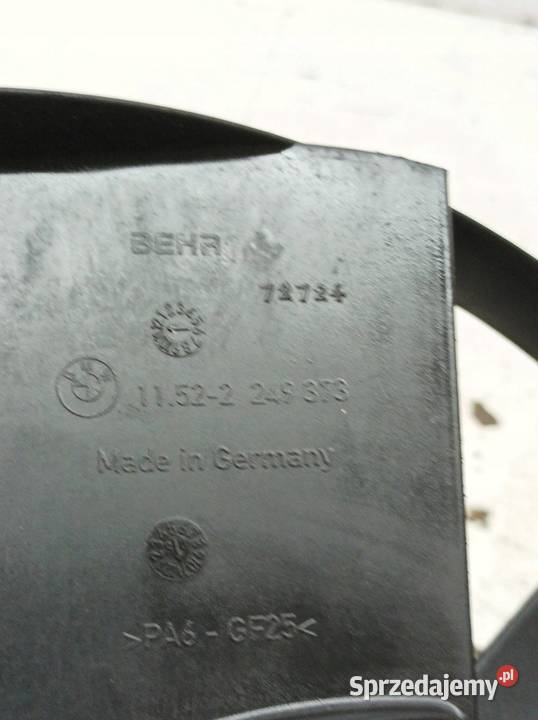 BEHR
72724
11.52-2 249 373
Made in Germany
>PA6-GF25<
Sprzedajemy.pl